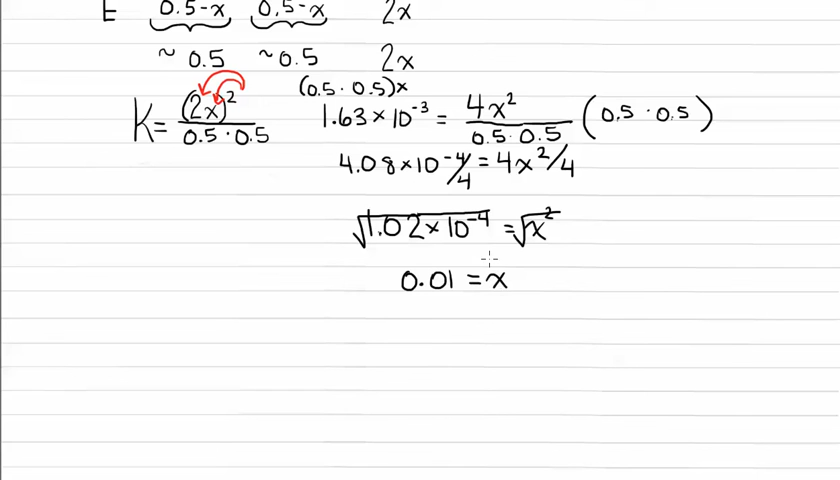 E 0.5-x 0.5-x 2x
~ 0.5 ~ 0.5 2x
(0.5 · 0.5)x
K = (2x)² / 0.5 · 0.5 1.63 × 10⁻³ = 4x² / 0.5 · 0.5 (0.5 · 0.5)
4.08 × 10⁻⁴/4 = 4x²/4
√1.02 × 10⁻⁴ = √x²
0.01 = x